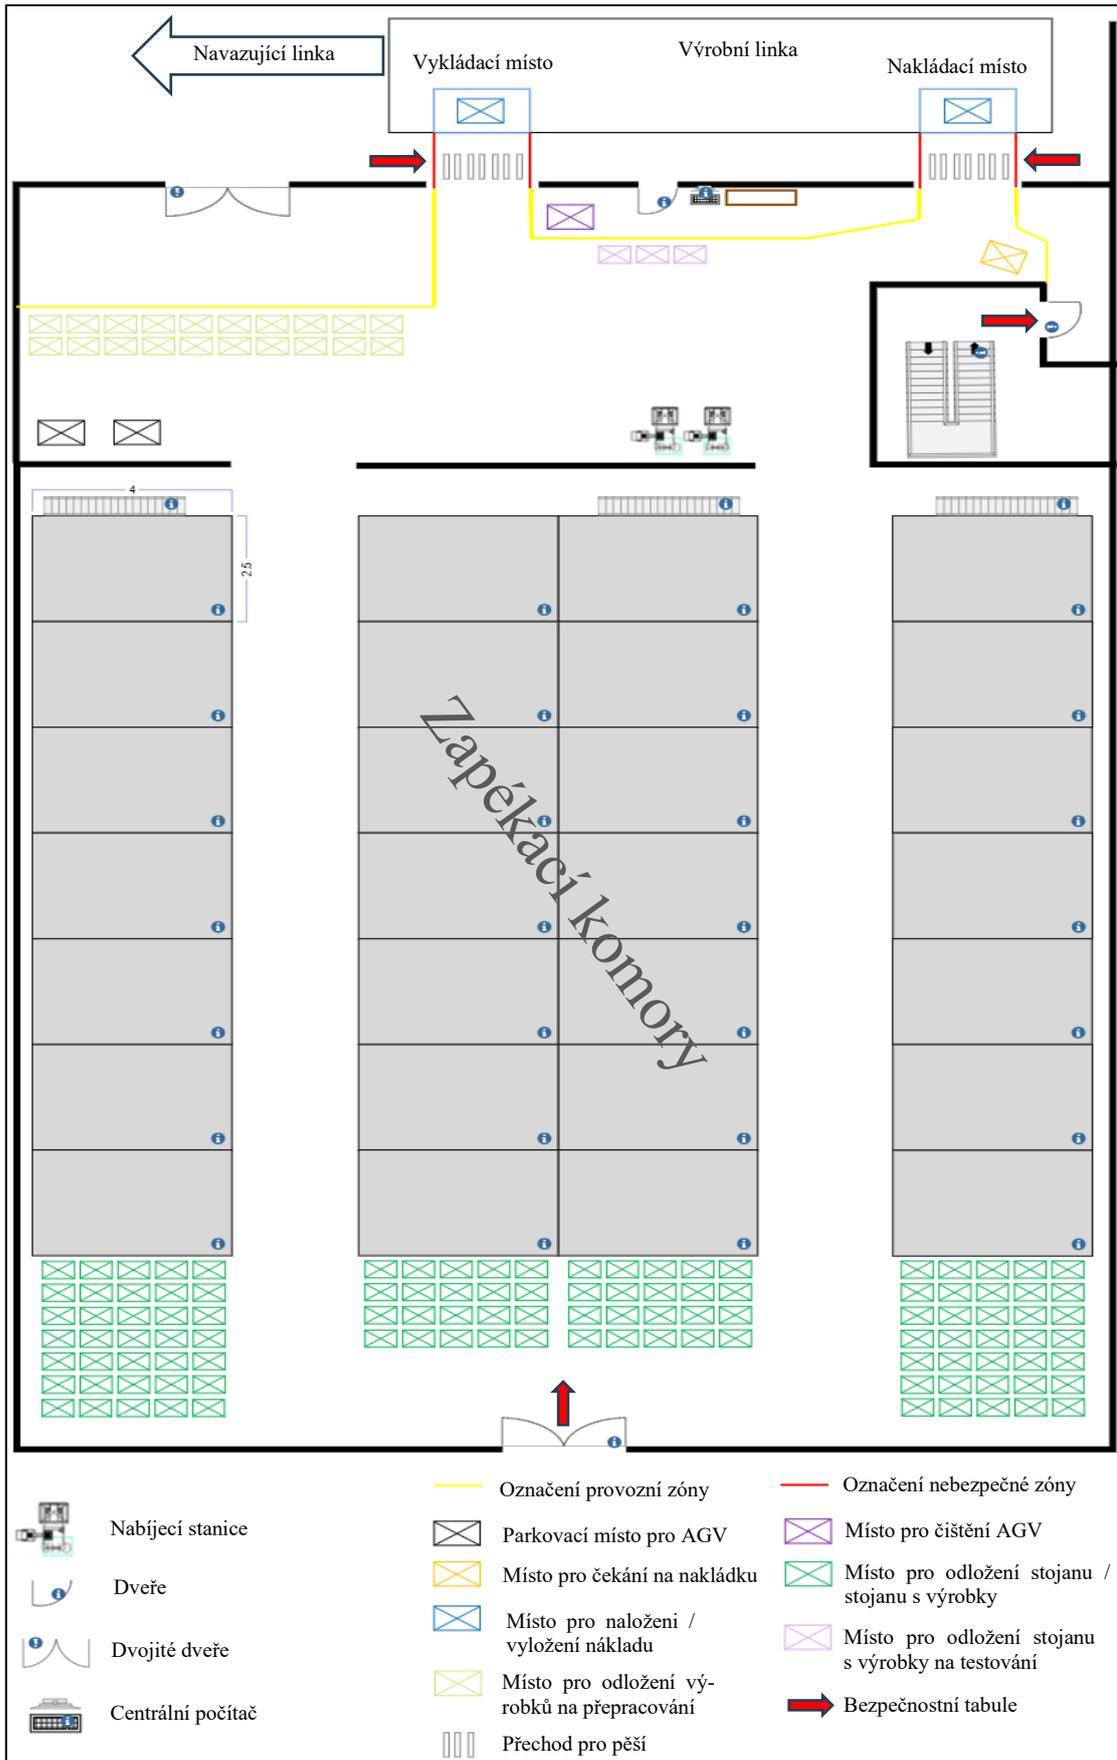 Navazující linka
Výrobní linka
Vykládací místo
Nakládací místo
4
2.5
Zapékací komory
Nabíjecí stanice
Dveře
Dvojité dveře
Centrální počítač
Označení provozní zóny
Parkovací místo pro AGV
Místo pro čekání na nakládku
Místo pro naloženi /
vyložení nákladu
Místo pro odložení vý-
robků na přepracování
Přechod pro pěší
Označení nebezpečné zóny
Místo pro čištění AGV
Místo pro odložení stojanu /
stojanu s výrobky
Místo pro odložení stojanu
s výrobky na testování
Bezpečnostní tabule